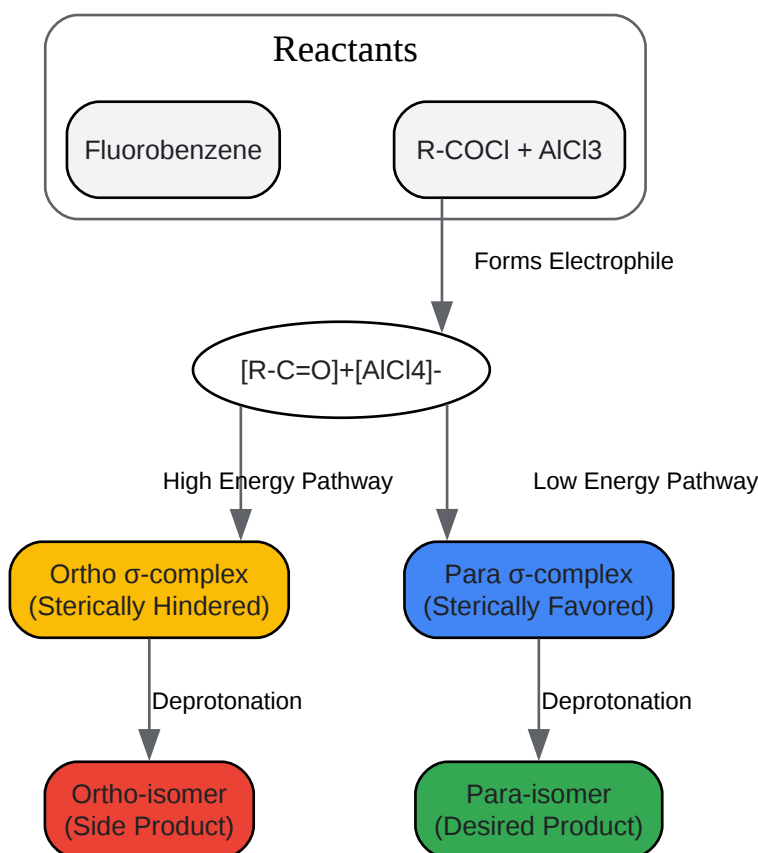 Reactants
Fluorobenzene
R-COCl + AlCl3
Forms Electrophile
[R-C=O]+[AlCl4]-
High Energy Pathway
Low Energy Pathway
Ortho σ-complex
(Sterically Hindered)
Para σ-complex
(Sterically Favored)
Deprotonation
Deprotonation
Ortho-isomer
(Side Product)
Para-isomer
(Desired Product)